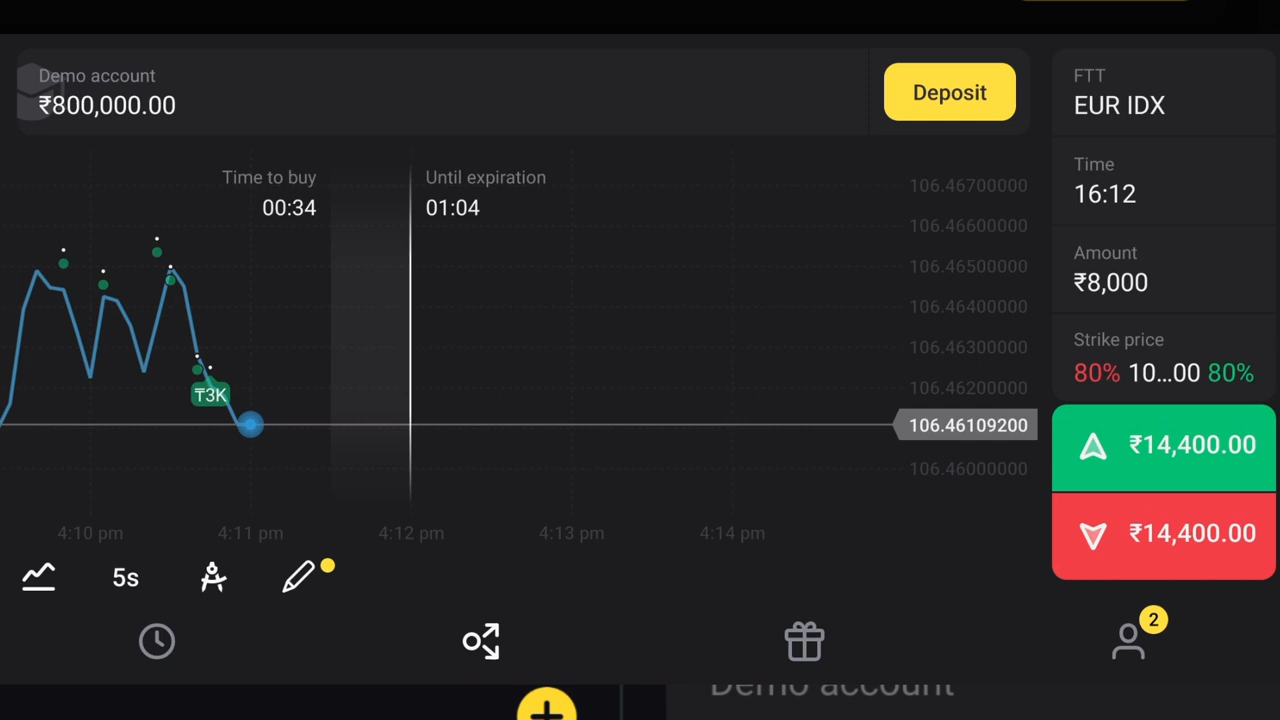 Demo account
₹800,000.00
Deposit
FTT
EUR IDX
Time to buy
00:34
Until expiration
01:04
Time
16:12
Amount
₹8,000
Strike price
80% 10...00 80%
₹14,400.00
₹14,400.00
106.46700000
106.46600000
106.46500000
106.46400000
106.46300000
106.46200000
106.46109200
106.46000000
₸3K
4:10 pm
4:11 pm
4:12 pm
4:13 pm
4:14 pm
5s
2
Demo account